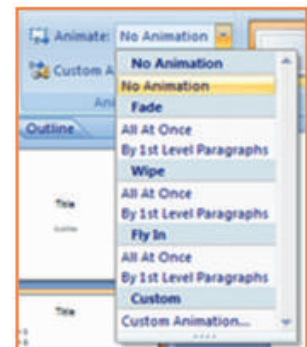 Animate: No Animation
Custom A
No Animation
No Animation
Fade
All At Once
By 1st Level Paragraphs
Wipe
All At Once
By 1st Level Paragraphs
Fly In
All At Once
By 1st Level Paragraphs
Custom
Custom Animation...
Ani
Outline
Title
Title